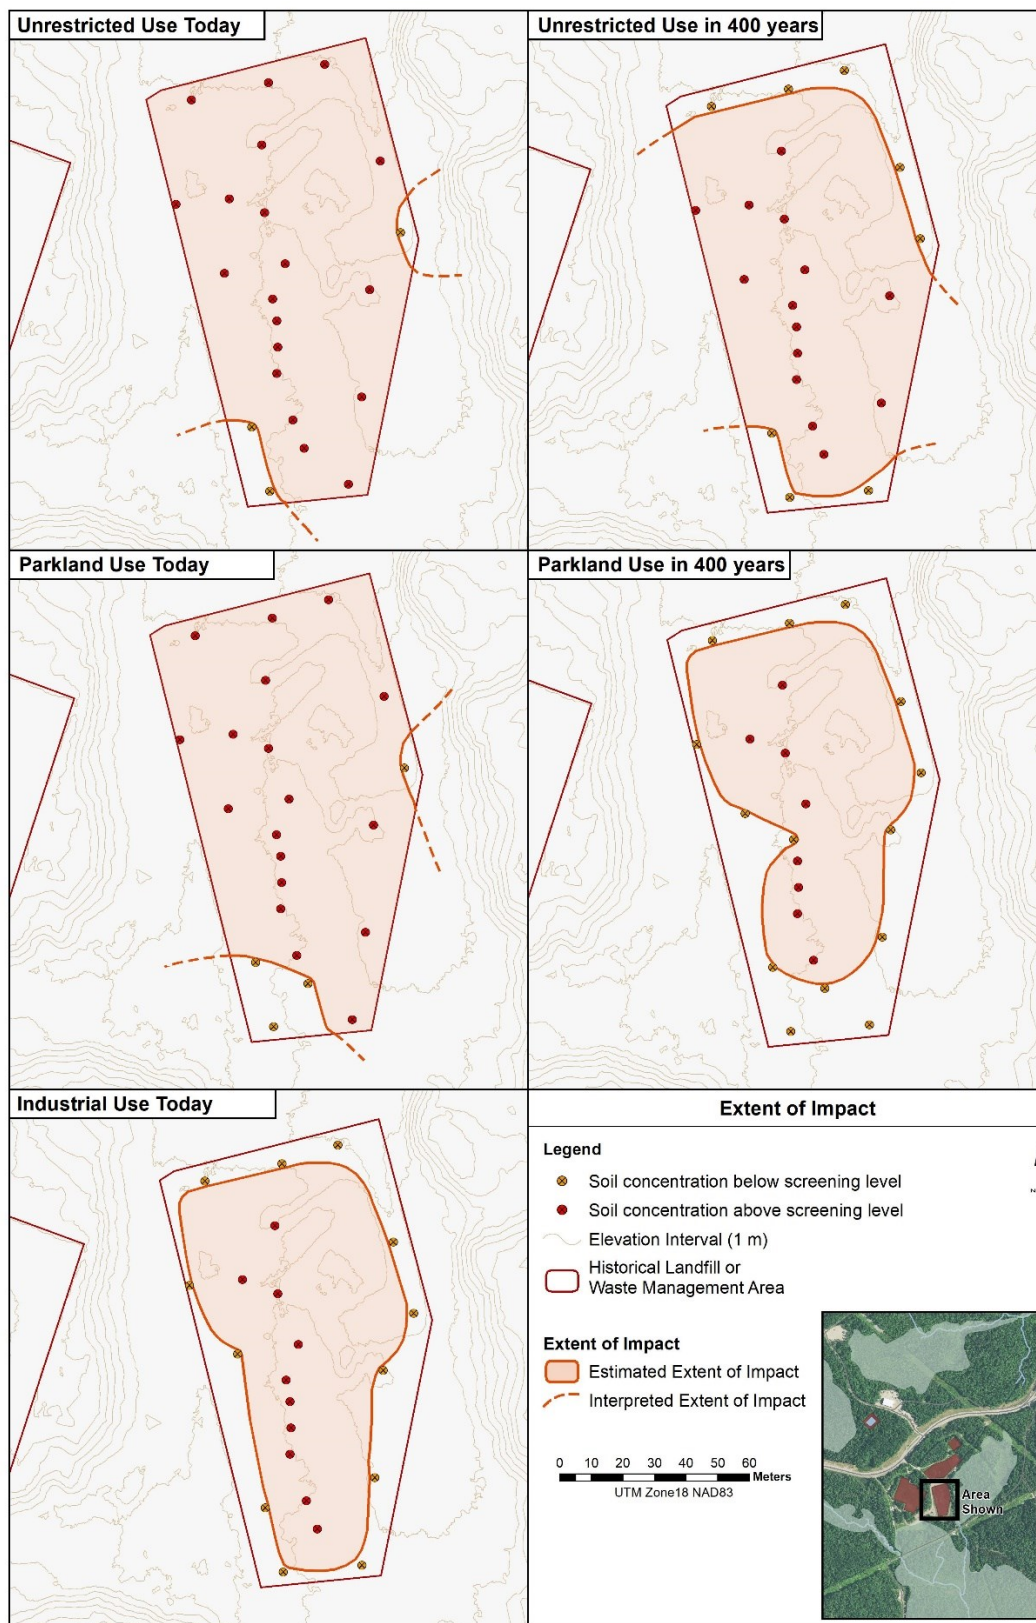 Unrestricted Use Today
Unrestricted Use in 400 years
Parkland Use Today
Parkland Use in 400 years
Industrial Use Today
Extent of Impact
Legend
Soil concentration below screening level
Soil concentration above screening level
Elevation Interval (1 m)
Historical Landfill or
Waste Management Area
Extent of Impact
Estimated Extent of Impact
Interpreted Extent of Impact
0 10 20 30 40 50 60
Meters
UTM Zone18 NAD83
Area
Shown